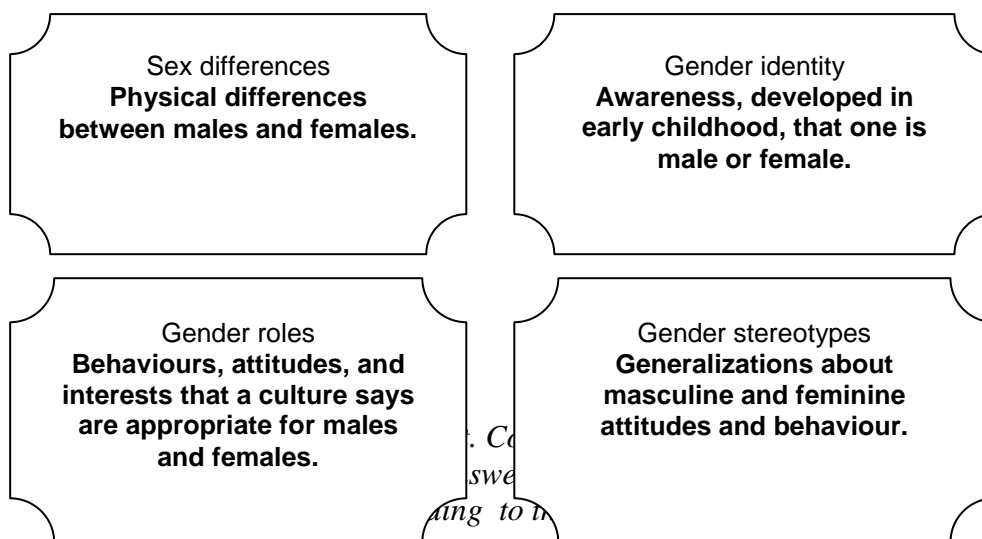 Sex differences
Physical differences
between males and females.
Gender identity
Awareness, developed in
early childhood, that one is
male or female.
Gender roles
Behaviours, attitudes, and
interests that a culture says
are appropriate for males
and females.
Gender stereotypes
Generalizations about
masculine and feminine
attitudes and behaviour.
to